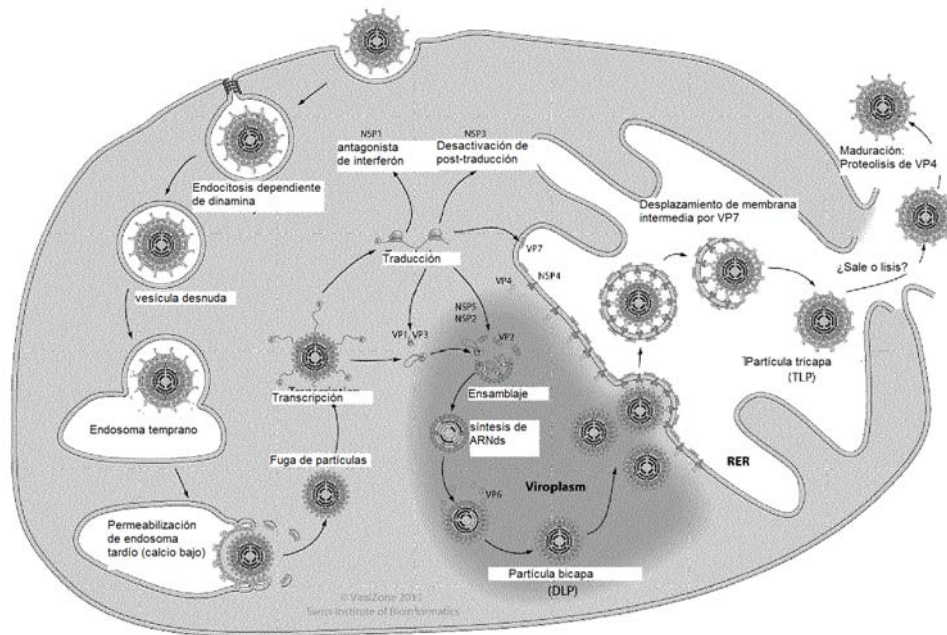 NSP1
antagonista
de interferón
NSP3
Desactivación de
post-traducción
Maduración:
Proteolisis de VP4
Endocitosis dependiente
de dinamina
Desplazamiento de membrana
intermedia por VP7
Traducción
VP7
¿Sale o lisis?
vesícula desnuda
VP4
NSP4
NSP5
NSP2
VP1
VP3
VP2
Partícula tricapa
(TLP)
Transcripción
Ensamblaje
Endosoma temprano
síntesis de
ARNds
Fuga de partículas
RER
Viroplasm
VP6
Permeabilización
de endosoma
tardío (calcio bajo)
Partícula bicapa
(DLP)
© ViralZone 2011
Swiss Institute of Bioinformatics